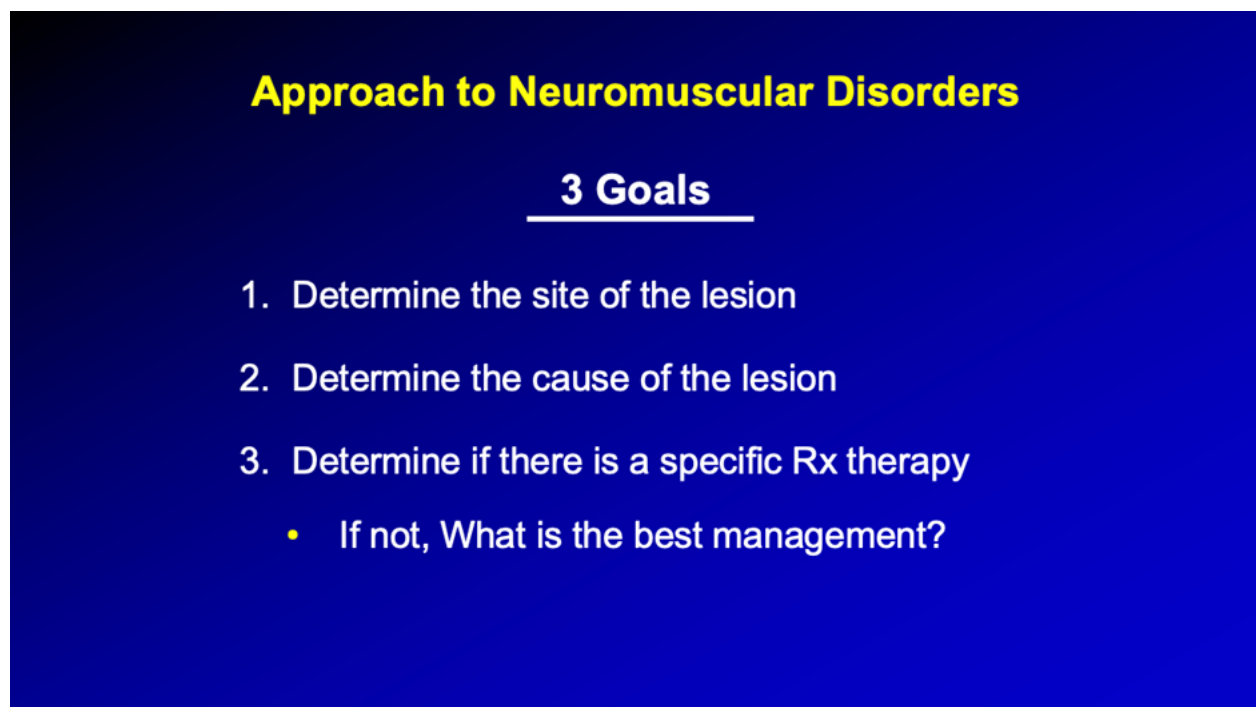 Approach to Neuromuscular Disorders
3 Goals
1. Determine the site of the lesion
2. Determine the cause of the lesion
3. Determine if there is a specific Rx therapy
• If not, What is the best management?